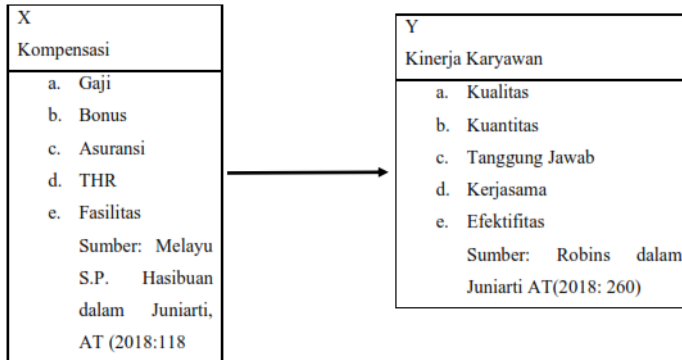 X
Kompensasi
a. Gaji
b. Bonus
c. Asuransi
d. THR
e. Fasilitas
Sumber: Melayu
S.P. Hasibuan
dalam Juniarti,
AT (2018:118
Y
Kinerja Karyawan
a. Kualitas
b. Kuantitas
c. Tanggung Jawab
d. Kerjasama
e. Efektifitas
Sumber: Robins dalam
Juniarti AT(2018: 260)